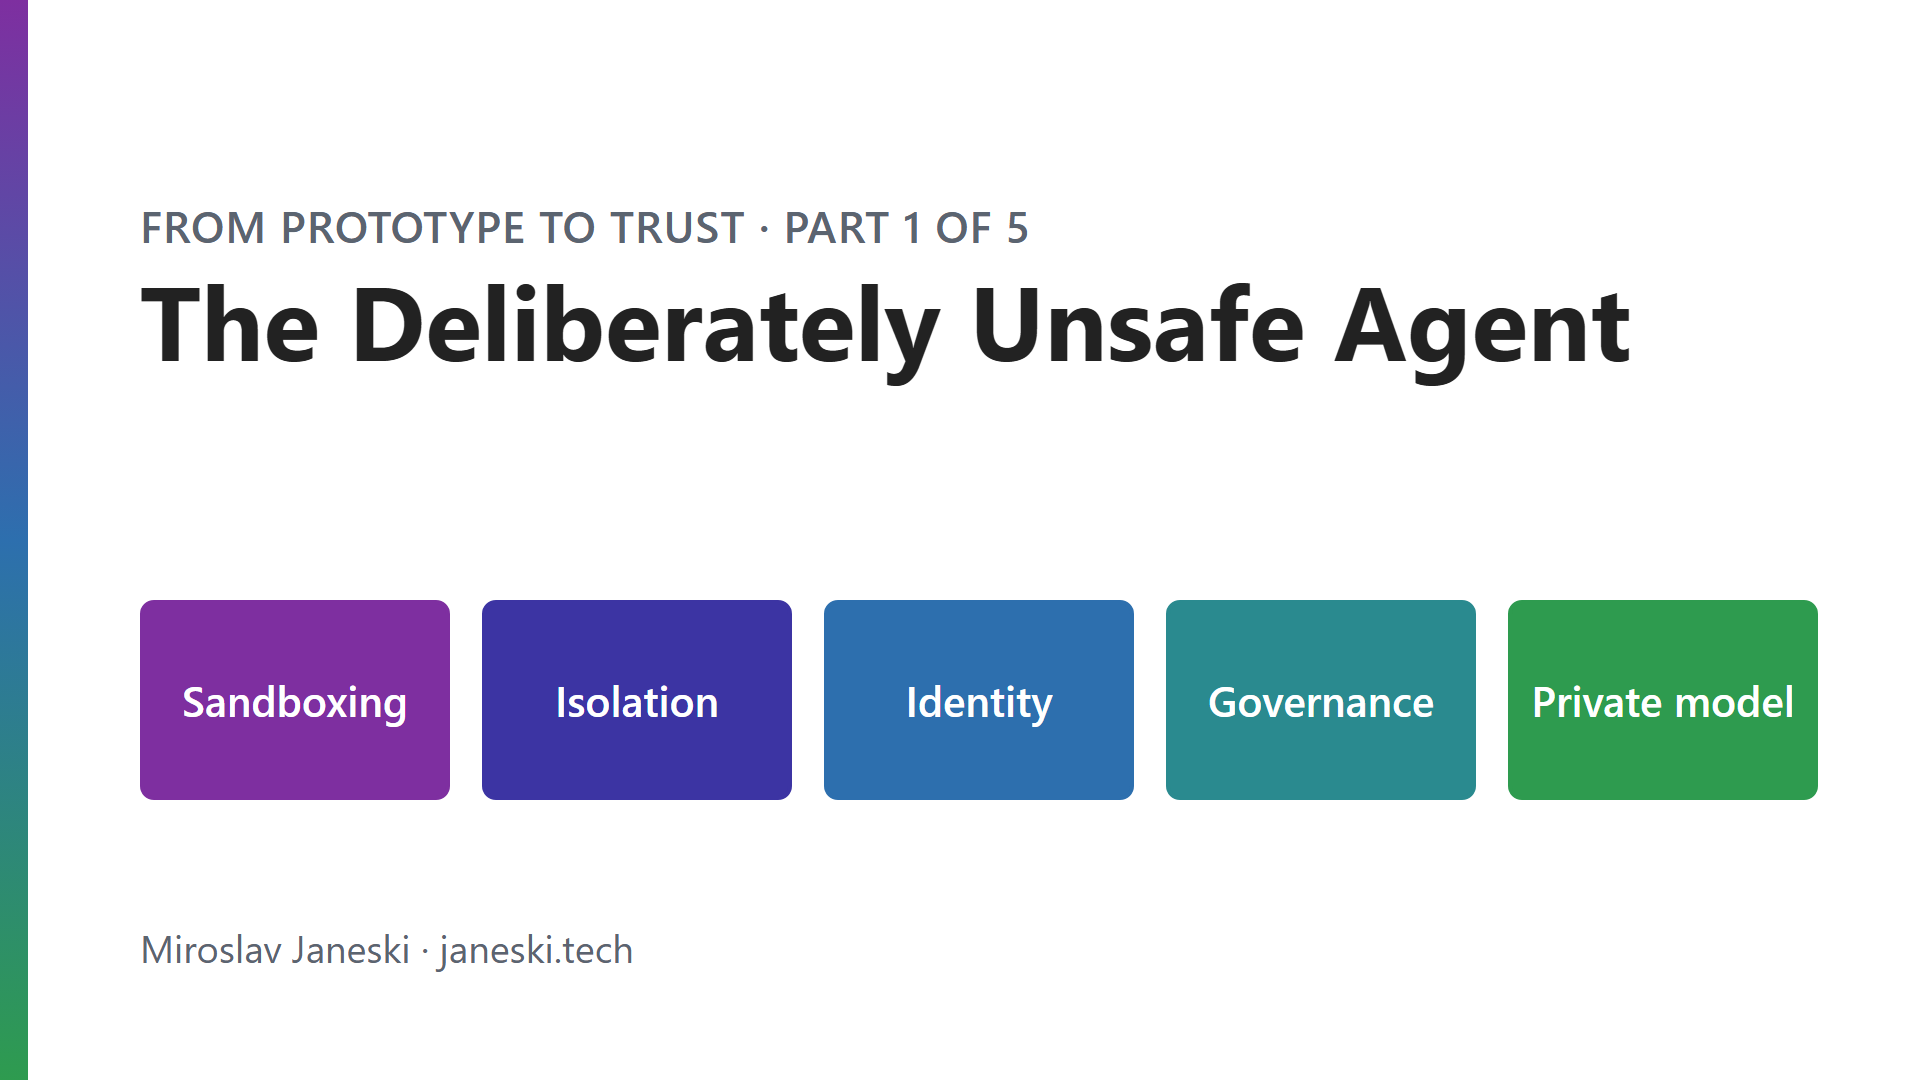 FROM PROTOTYPE TO TRUST · PART 1 OF 5
The Deliberately Unsafe Agent
Sandboxing
Isolation
Identity
Governance
Private model
Miroslav Janeski · janeski.tech